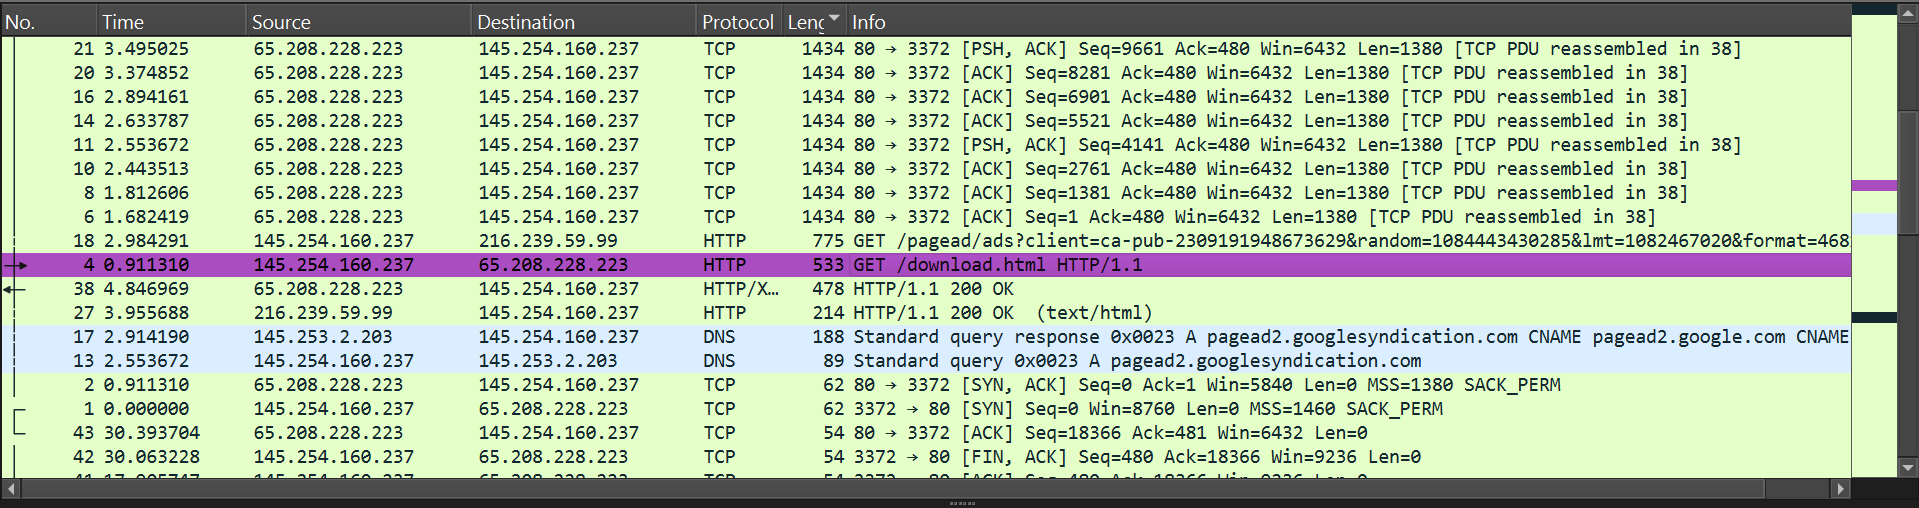 No. Time Source Destination Protocol Leng Info
21 3.495025 65.208.228.223 145.254.160.237 TCP 1434 80 → 3372 [PSH, ACK] Seq=9661 Ack=480 Win=6432 Len=1380 [TCP PDU reassembled in 38]
20 3.374852 65.208.228.223 145.254.160.237 TCP 1434 80 → 3372 [ACK] Seq=8281 Ack=480 Win=6432 Len=1380 [TCP PDU reassembled in 38]
16 2.894161 65.208.228.223 145.254.160.237 TCP 1434 80 → 3372 [ACK] Seq=6901 Ack=480 Win=6432 Len=1380 [TCP PDU reassembled in 38]
14 2.633787 65.208.228.223 145.254.160.237 TCP 1434 80 → 3372 [ACK] Seq=5521 Ack=480 Win=6432 Len=1380 [TCP PDU reassembled in 38]
11 2.553672 65.208.228.223 145.254.160.237 TCP 1434 80 → 3372 [PSH, ACK] Seq=4141 Ack=480 Win=6432 Len=1380 [TCP PDU reassembled in 38]
10 2.443513 65.208.228.223 145.254.160.237 TCP 1434 80 → 3372 [ACK] Seq=2761 Ack=480 Win=6432 Len=1380 [TCP PDU reassembled in 38]
8 1.812606 65.208.228.223 145.254.160.237 TCP 1434 80 → 3372 [ACK] Seq=1381 Ack=480 Win=6432 Len=1380 [TCP PDU reassembled in 38]
6 1.682419 65.208.228.223 145.254.160.237 TCP 1434 80 → 3372 [ACK] Seq=1 Ack=480 Win=6432 Len=1380 [TCP PDU reassembled in 38]
18 2.984291 145.254.160.237 216.239.59.99 HTTP 775 GET /pagead/ads?client=ca-pub-2309191948673629&random=1084443430285&lmt=1082467020&format=468
4 0.911310 145.254.160.237 65.208.228.223 HTTP 533 GET /download.html HTTP/1.1
38 4.846969 65.208.228.223 145.254.160.237 HTTP/X… 478 HTTP/1.1 200 OK
27 3.955688 216.239.59.99 145.254.160.237 HTTP 214 HTTP/1.1 200 OK  (text/html)
17 2.914190 145.253.2.203 145.254.160.237 DNS 188 Standard query response 0x0023 A pagead2.googlesyndication.com CNAME pagead2.google.com CNAME
13 2.553672 145.254.160.237 145.253.2.203 DNS 89 Standard query 0x0023 A pagead2.googlesyndication.com
2 0.911310 65.208.228.223 145.254.160.237 TCP 62 80 → 3372 [SYN, ACK] Seq=0 Ack=1 Win=5840 Len=0 MSS=1380 SACK_PERM
1 0.000000 145.254.160.237 65.208.228.223 TCP 62 3372 → 80 [SYN] Seq=0 Win=8760 Len=0 MSS=1460 SACK_PERM
43 30.393704 65.208.228.223 145.254.160.237 TCP 54 80 → 3372 [ACK] Seq=18366 Ack=481 Win=6432 Len=0
42 30.063228 145.254.160.237 65.208.228.223 TCP 54 3372 → 80 [FIN, ACK] Seq=480 Ack=18366 Win=9236 Len=0